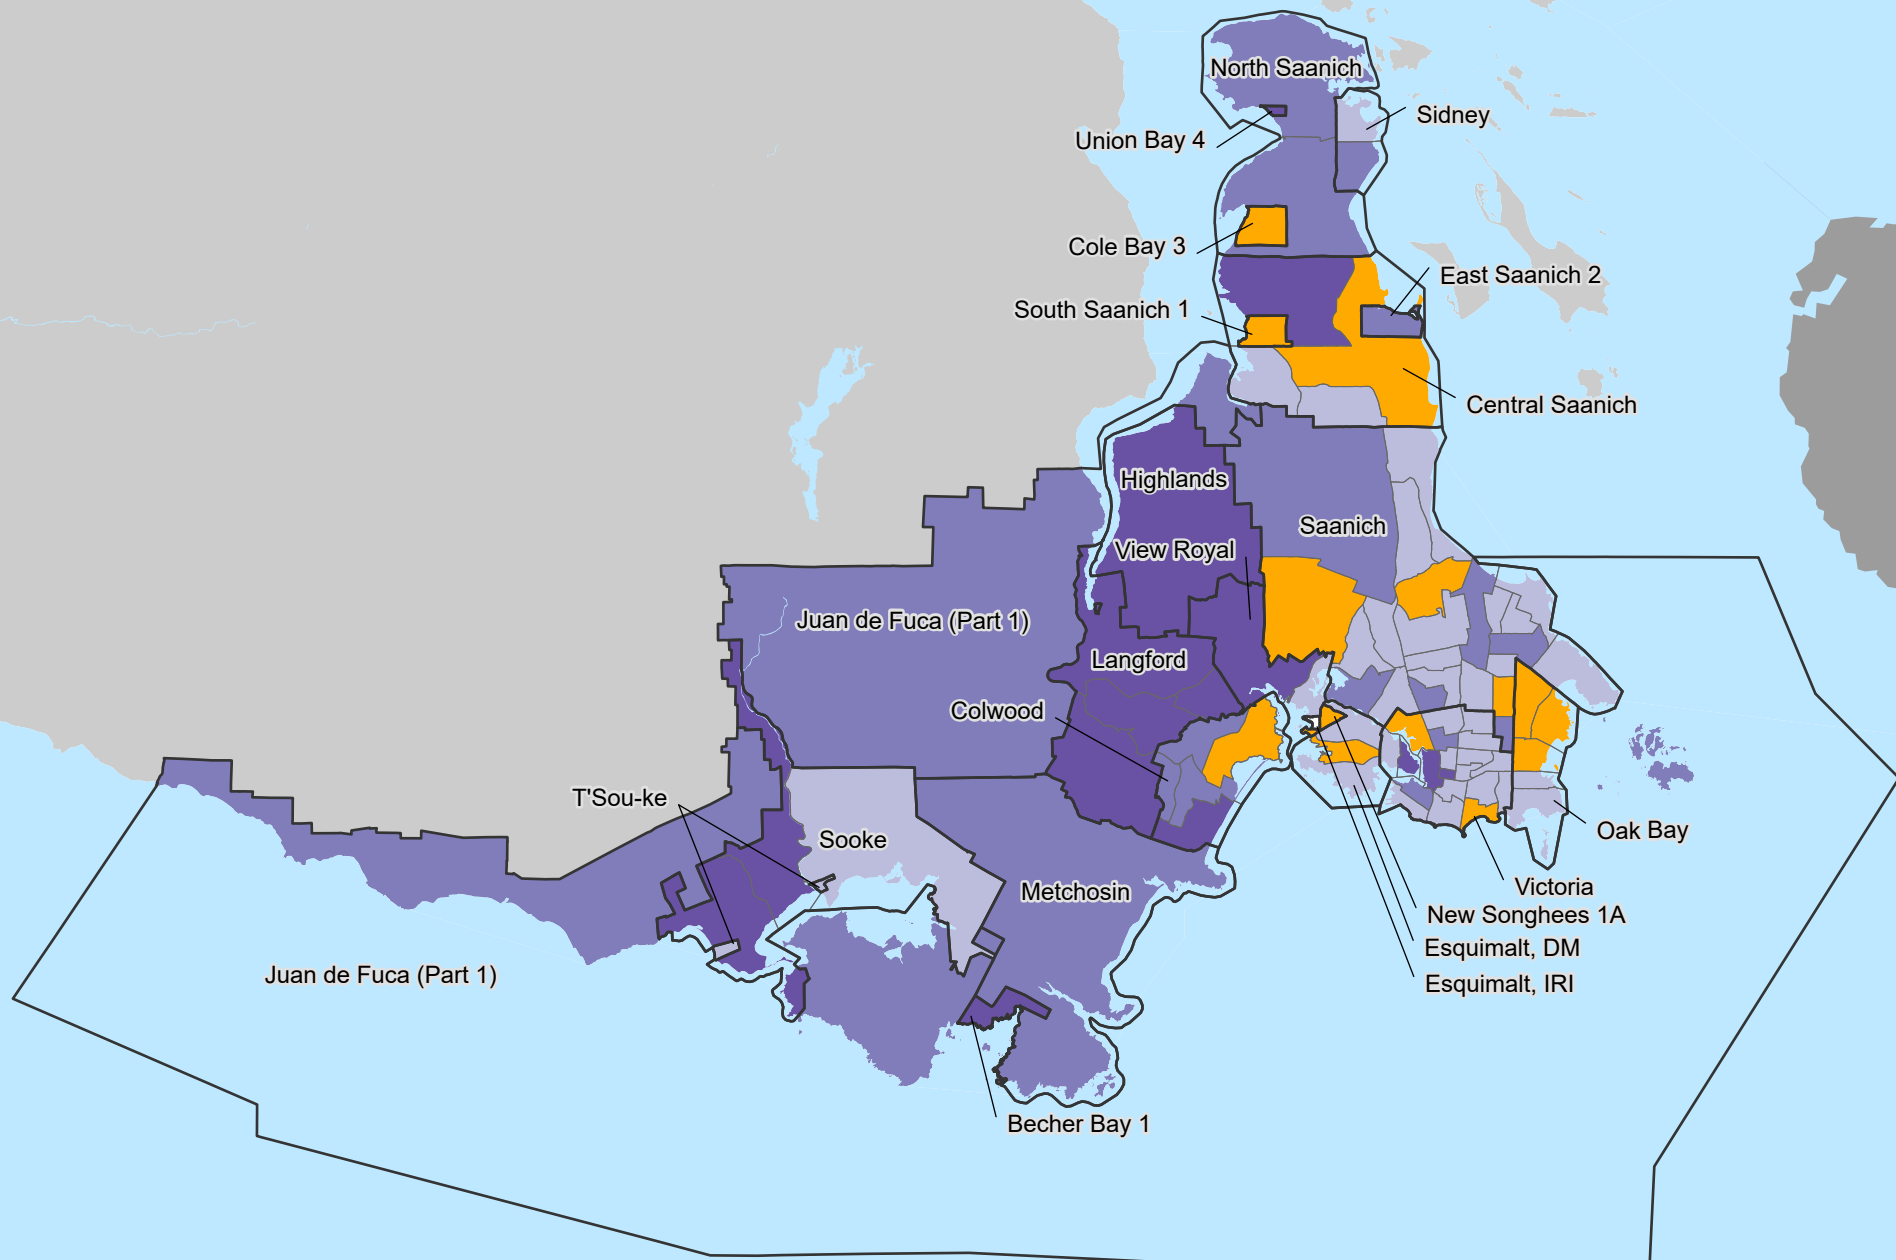 North Saanich
Sidney
Union Bay 4
Cole Bay 3
East Saanich 2
South Saanich 1
Central Saanich
Highlands
Saanich
View Royal
Juan de Fuca (Part 1)
Langford
Colwood
T'Sou-ke
Sooke
Oak Bay
Metchosin
Victoria
New Songhees 1A
Esquimalt, DM
Juan de Fuca (Part 1)
Esquimalt, IRI
Becher Bay 1